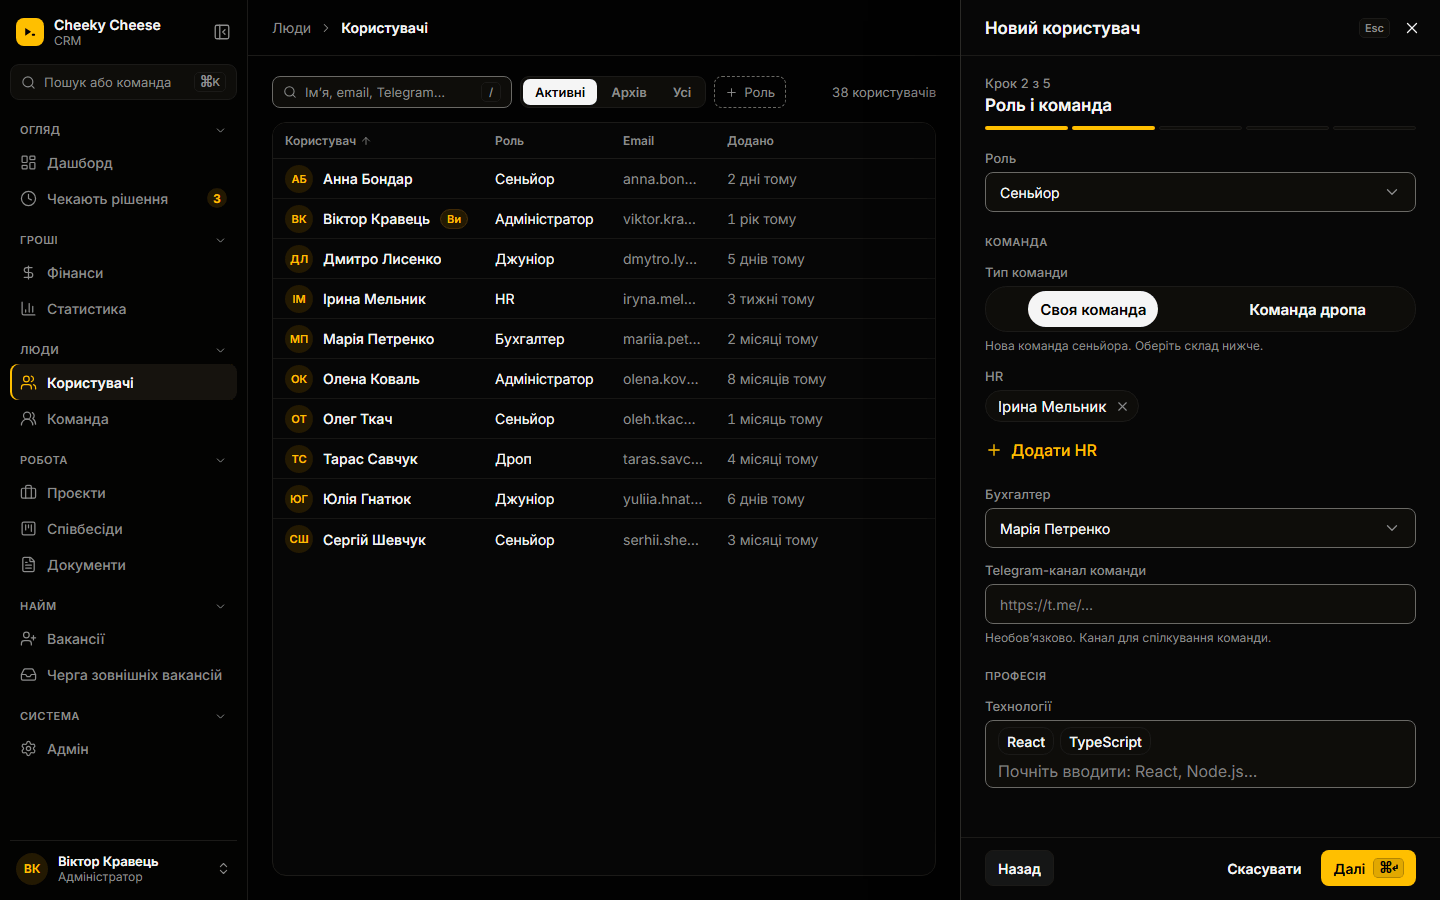 Cheeky Cheese
CRM
Пошук або команда ⌘K
ОГЛЯД
Дашборд
Чекають рішення 3
ГРОШІ
Фінанси
Статистика
ЛЮДИ
Користувачі
Команда
РОБОТА
Проєкти
Співбесіди
Документи
НАЙМ
Вакансії
Черга зовнішніх вакансій
СИСТЕМА
Адмін
ВК Віктор Кравець
Адміністратор
Люди > Користувачі
Ім’я, email, Telegram... /
Активні Архів Усі + Роль 38 користувачів
Користувач ↑ Роль Email Додано
АБ Анна Бондар Сеньйор anna.bon... 2 дні тому
ВК Віктор Кравець Ви Адміністратор viktor.kra... 1 рік тому
ДЛ Дмитро Лисенко Джуніор dmytro.ly... 5 днів тому
ІМ Ірина Мельник HR iryna.mel... 3 тижні тому
МП Марія Петренко Бухгалтер mariia.pet... 2 місяці тому
ОК Олена Коваль Адміністратор olena.kov... 8 місяців тому
ОТ Олег Ткач Сеньйор oleh.tkac... 1 місяць тому
ТС Тарас Савчук Дроп taras.savc... 4 місяці тому
ЮГ Юлія Гнатюк Джуніор yuliia.hnat... 6 днів тому
СШ Сергій Шевчук Сеньйор serhii.she... 3 місяці тому
Новий користувач Esc
Крок 2 з 5
Роль і команда
Роль
Сеньйор
КОМАНДА
Тип команди
Своя команда Команда дропа
Нова команда сеньйора. Оберіть склад нижче.
HR
Ірина Мельник ×
+ Додати HR
Бухгалтер
Марія Петренко
Telegram-канал команди
https://t.me/...
Необов’язково. Канал для спілкування команди.
ПРОФЕСІЯ
Технології
React TypeScript
Почніть вводити: React, Node.js...
Назад Скасувати Далі ⌘↵